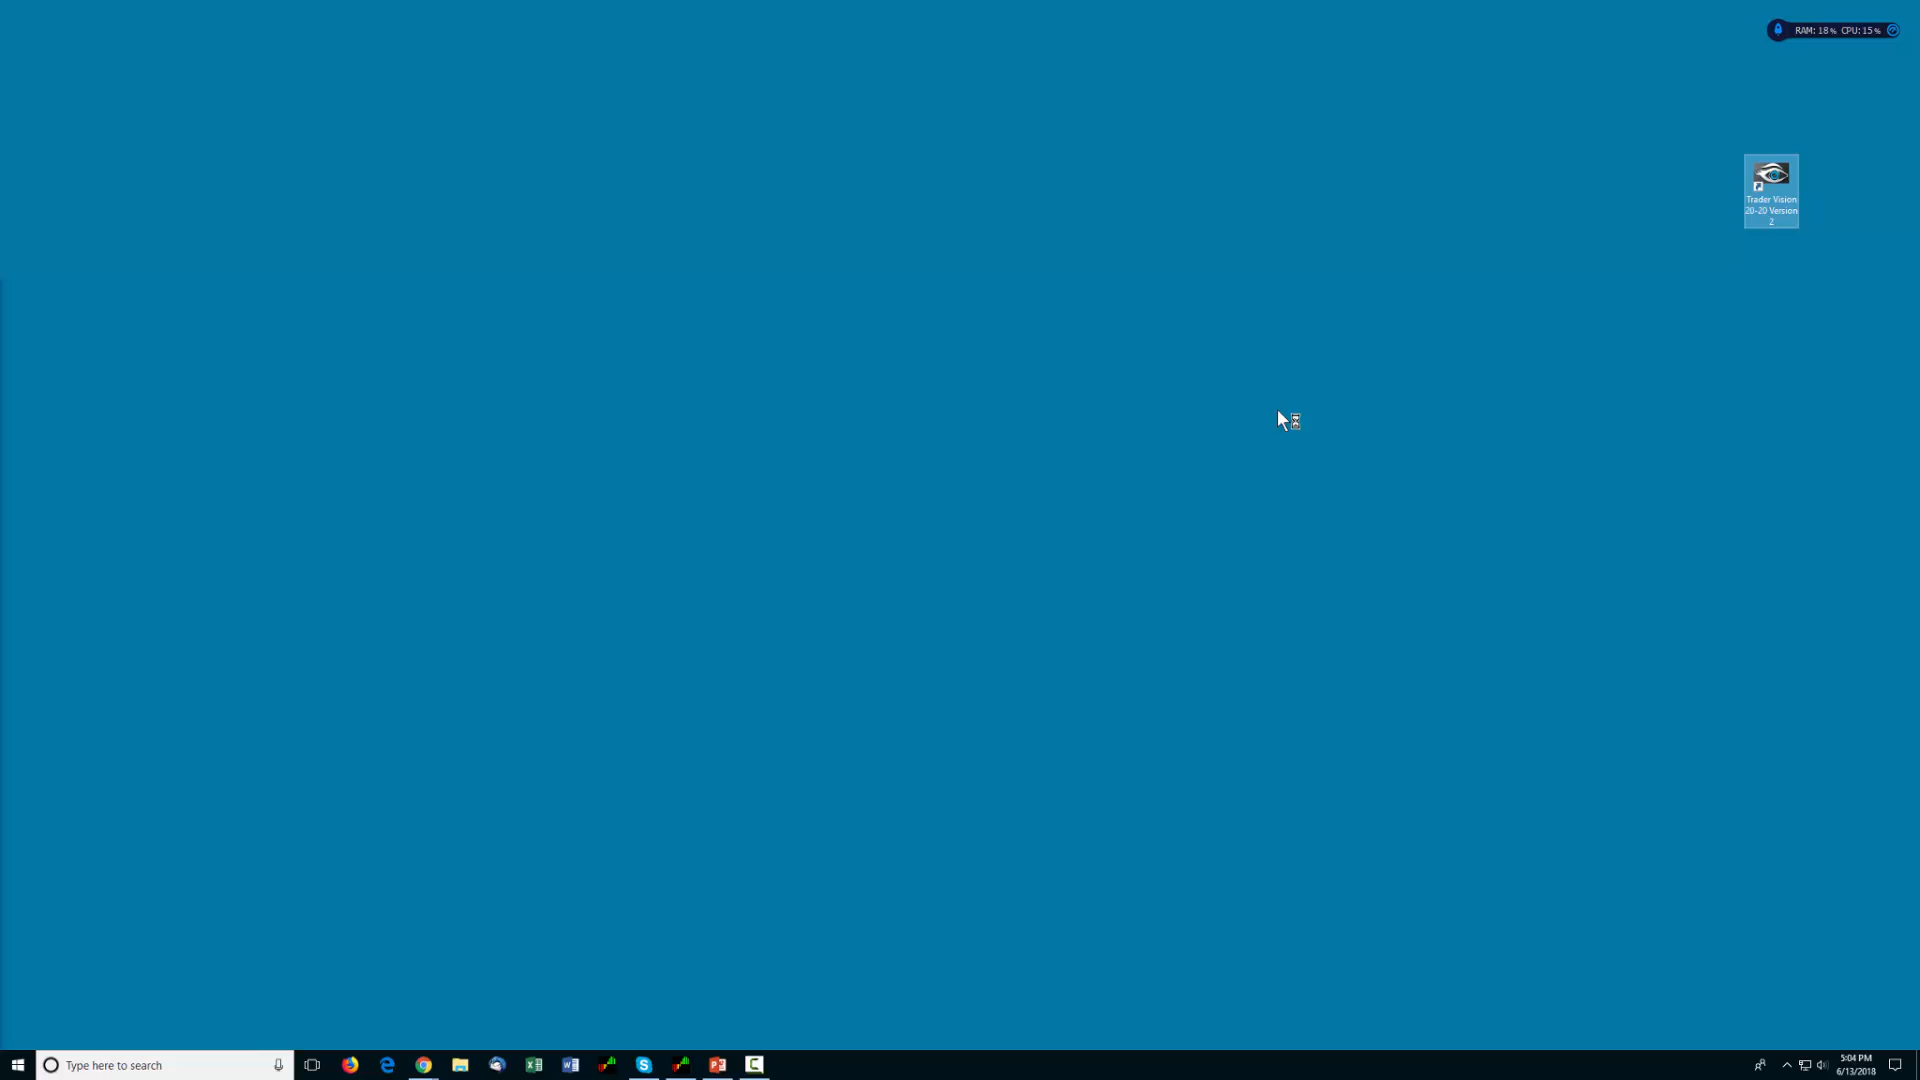 RAM: 18% CPU: 15%
Trader Vision
20-20 Version
2
Type here to search
5:04 PM
6/13/2018